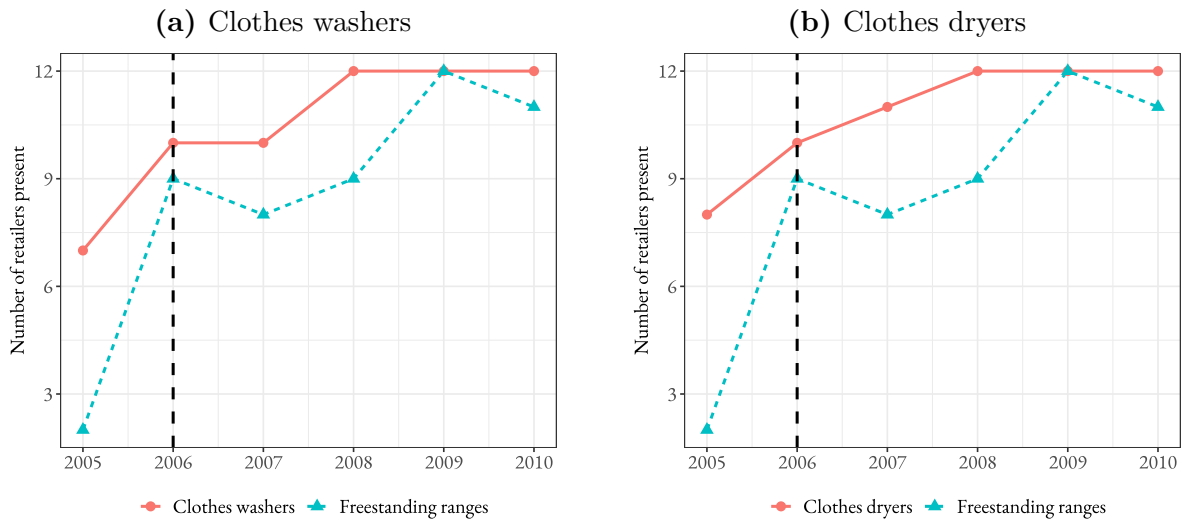 (a) Clothes washers
Number of retailers present
12
9
6
3
2005 2006 2007 2008 2009 2010
Clothes washers Freestanding ranges
(b) Clothes dryers
Number of retailers present
12
9
6
3
2005 2006 2007 2008 2009 2010
Clothes dryers Freestanding ranges